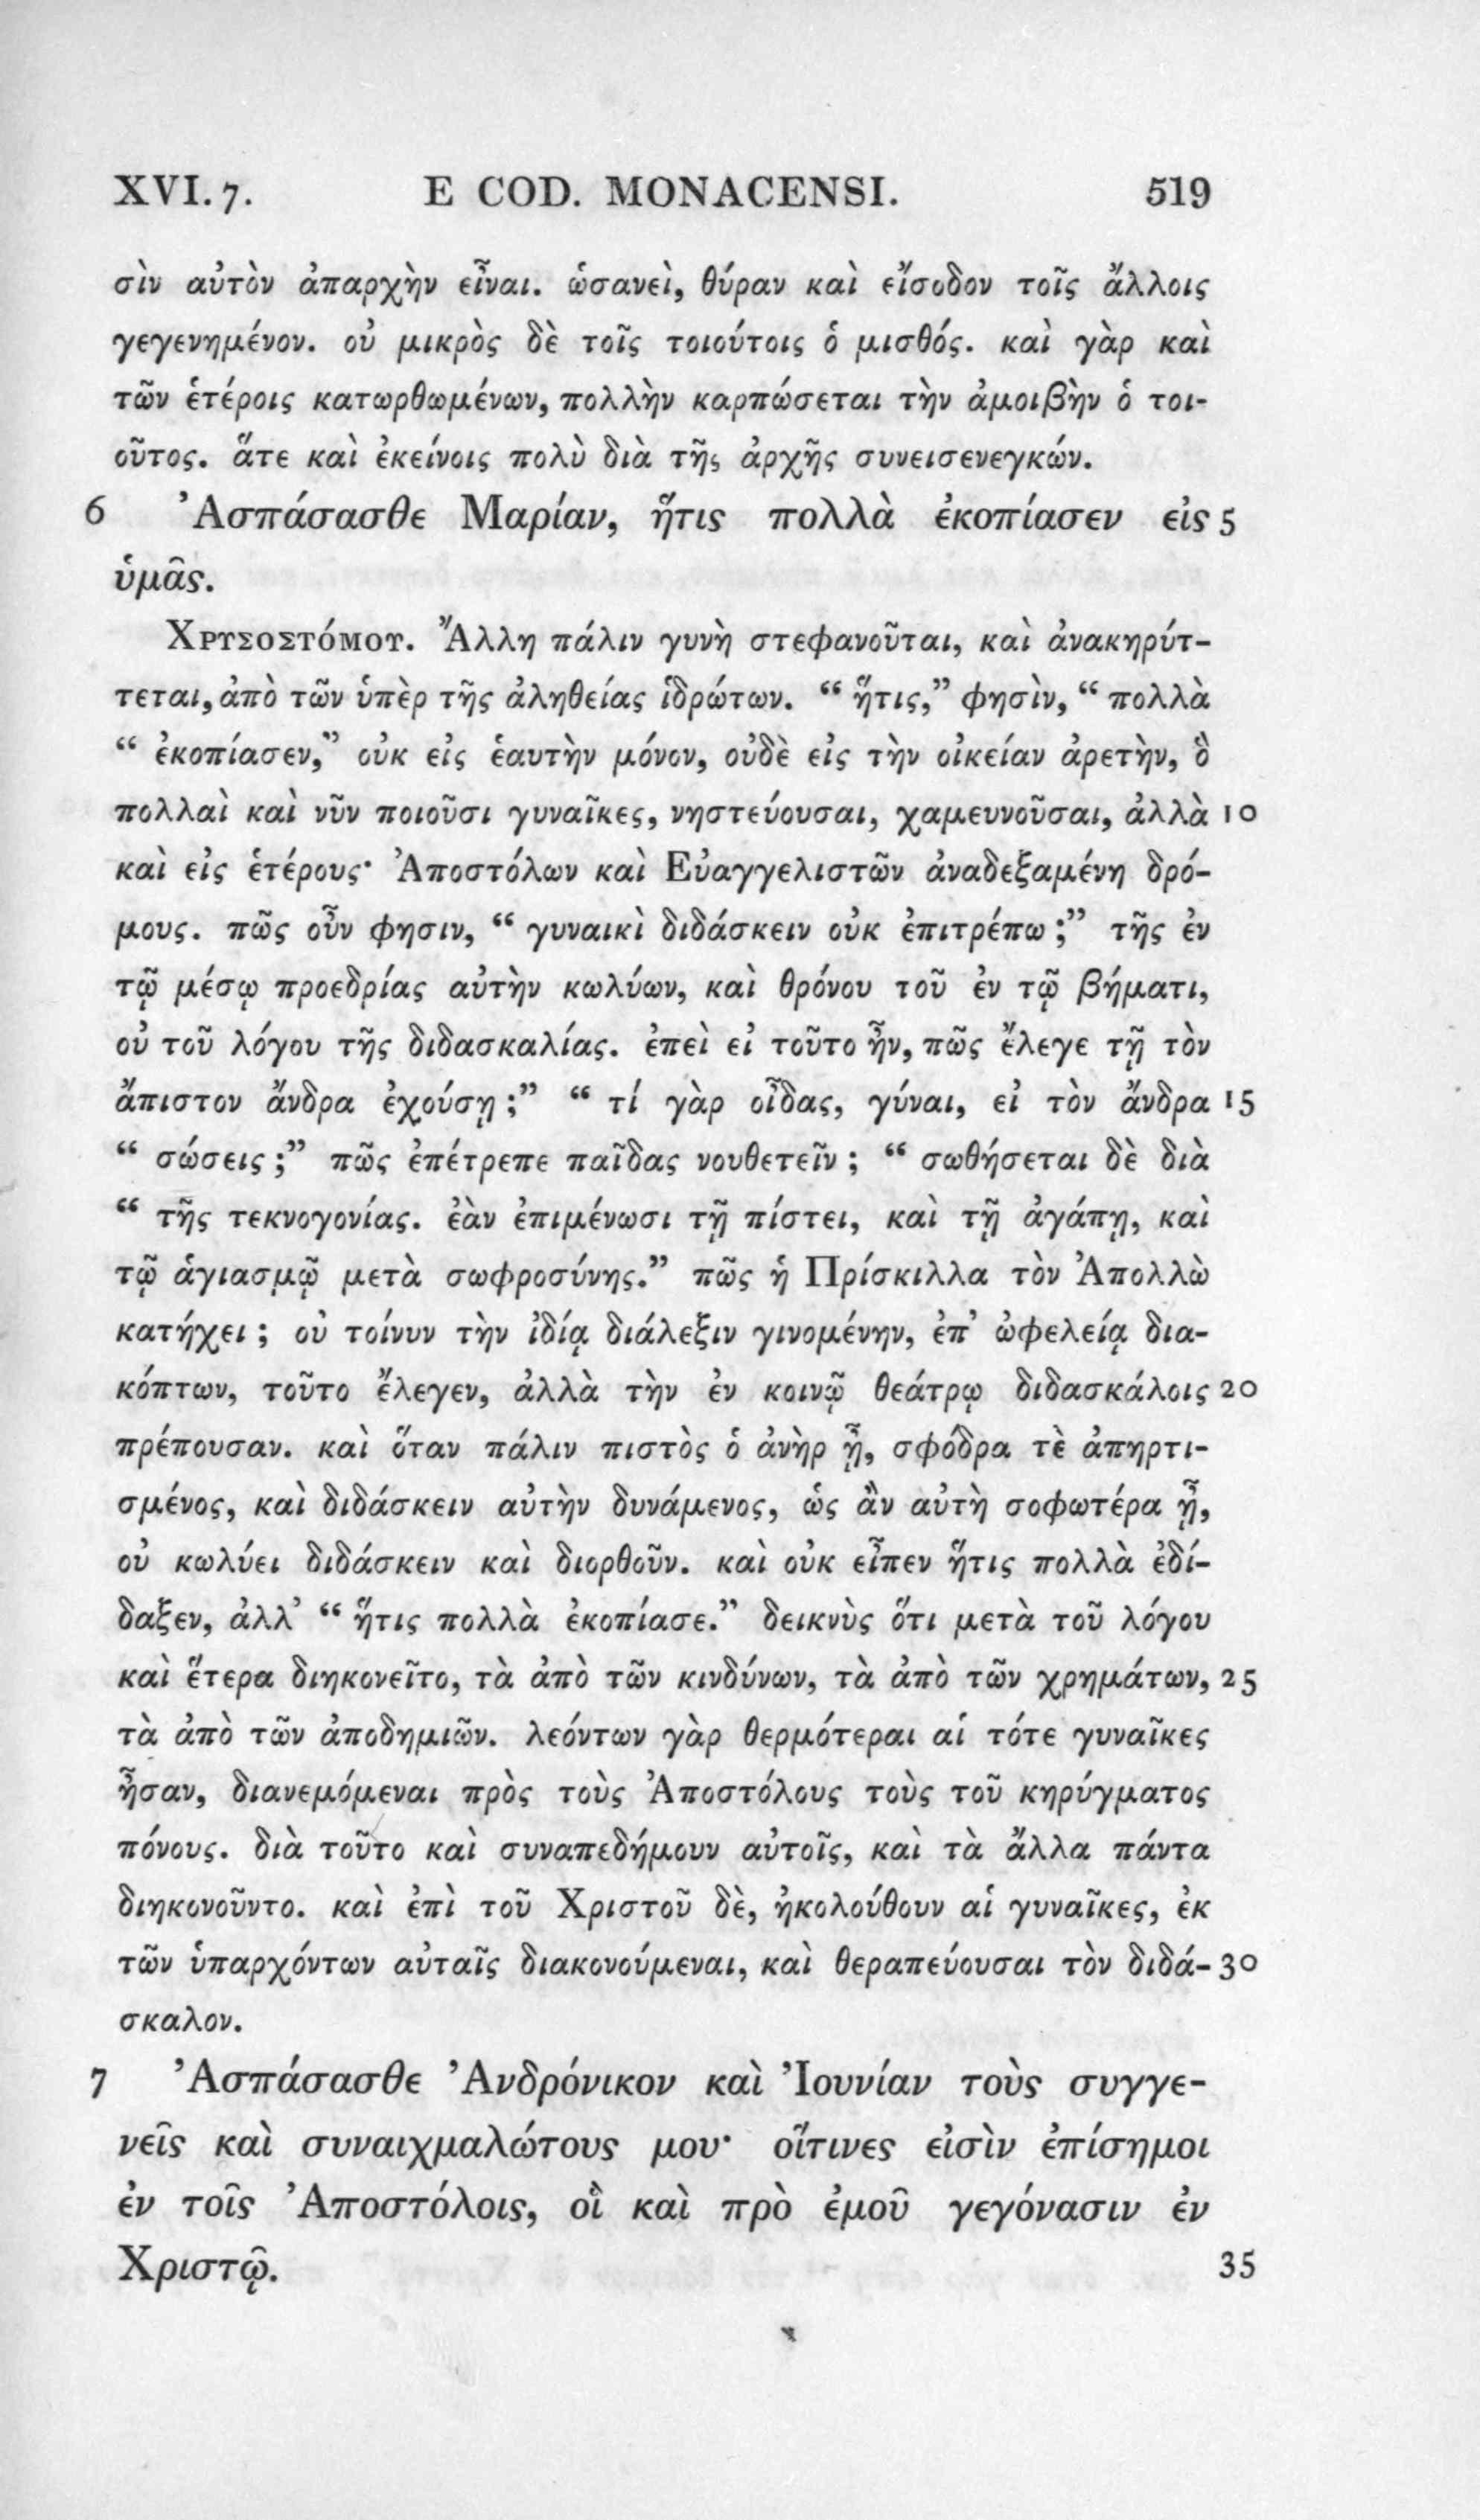 XVI. 7. E COD. MONACENSI. 519
σὶν αὐτὸν ἀπαρχὴν εἶναι. ὡσανεὶ, θύραν καὶ εἴσοδον τοῖς ἄλλοις
γεγενημένον. οὐ μικρὸς δὲ τοῖς τοιούτοις ὁ μισθός. καὶ γὰρ καὶ
τῶν ἑτέροις κατωρθωμένων, πολλὴν καρπώσεται τὴν ἀμοιβὴν ὁ τοι-
οῦτος. ἅτε καὶ ἐκείνοις πολὺ διὰ τῆς ἀρχῆς συνεισενεγκών.
6 Ἀσπάσασθε Μαρίαν, ἥτις πολλὰ ἐκοπίασεν εἰς 5
ὑμᾶς.
Χρυσοστόμου. Ἄλλη πάλιν γυνὴ στεφανοῦται, καὶ ἀνακηρύτ-
τεται, ἀπὸ τῶν ὑπὲρ τῆς ἀληθείας ἱδρώτων. “ ἥτις,” φησὶν, “ πολλὰ
“ ἐκοπίασεν,” οὐκ εἰς ἑαυτὴν μόνον, οὐδὲ εἰς τὴν οἰκείαν ἀρετὴν, ὃ
πολλαὶ καὶ νῦν ποιοῦσι γυναῖκες, νηστεύουσαι, χαμευνοῦσαι, ἀλλὰ 10
καὶ εἰς ἑτέρους· Ἀποστόλων καὶ Εὐαγγελιστῶν ἀναδεξαμένη δρό-
μους. πῶς οὖν φησιν, “ γυναικὶ διδάσκειν οὐκ ἐπιτρέπω ;” τῆς ἐν
τῷ μέσῳ προεδρίας αὐτὴν κωλύων, καὶ θρόνου τοῦ ἐν τῷ βήματι,
οὐ τοῦ λόγου τῆς διδασκαλίας. ἐπεὶ εἰ τοῦτο ἦν, πῶς ἔλεγε τῇ τὸν
ἄπιστον ἄνδρα ἐχούσῃ ;” “ τί γὰρ οἶδας, γύναι, εἰ τὸν ἄνδρα 15
“ σώσεις ;” πῶς ἐπέτρεπε παῖδας νουθετεῖν ; “ σωθήσεται δὲ διὰ
“ τῆς τεκνογονίας. ἐὰν ἐπιμένωσι τῇ πίστει, καὶ τῇ ἀγάπῃ, καὶ
τῷ ἁγιασμῷ μετὰ σωφροσύνης.” πῶς ἡ Πρίσκιλλα τὸν Ἀπολλὼ
κατήχει ; οὐ τοίνυν τὴν ἰδίᾳ διάλεξιν γινομένην, ἐπ’ ὠφελείᾳ δια-
κόπτων, τοῦτο ἔλεγεν, ἀλλὰ τὴν ἐν κοινῷ θεάτρῳ διδασκάλοις 20
πρέπουσαν. καὶ ὅταν πάλιν πιστὸς ὁ ἀνὴρ ᾖ, σφόδρα τὲ ἀπηρτι-
σμένος, καὶ διδάσκειν αὐτὴν δυνάμενος, ὡς ἂν αὐτὴ σοφωτέρα ᾖ,
οὐ κωλύει διδάσκειν καὶ διορθοῦν. καὶ οὐκ εἶπεν ἥτις πολλὰ ἐδί-
δαξεν, ἀλλ’ “ ἥτις πολλὰ ἐκοπίασε.” δεικνὺς ὅτι μετὰ τοῦ λόγου
καὶ ἕτερα διηκονεῖτο, τὰ ἀπὸ τῶν κινδύνων, τὰ ἀπὸ τῶν χρημάτων, 25
τὰ ἀπὸ τῶν ἀποδημιῶν. λεόντων γὰρ θερμότεραι αἱ τότε γυναῖκες
ἦσαν, διανεμόμεναι πρὸς τοὺς Ἀποστόλους τοὺς τοῦ κηρύγματος
πόνους. διὰ τοῦτο καὶ συναπεδήμουν αὐτοῖς, καὶ τὰ ἄλλα πάντα
διηκονοῦντο. καὶ ἐπὶ τοῦ Χριστοῦ δὲ, ἠκολούθουν αἱ γυναῖκες, ἐκ
τῶν ὑπαρχόντων αὐταῖς διακονούμεναι, καὶ θεραπεύουσαι τὸν διδά- 30
σκαλον.
7 Ἀσπάσασθε Ἀνδρόνικον καὶ Ἰουνίαν τοὺς συγγε-
νεῖς καὶ συναιχμαλώτους μου· οἵτινες εἰσὶν ἐπίσημοι
ἐν τοῖς Ἀποστόλοις, οἳ καὶ πρὸ ἐμοῦ γεγόνασιν ἐν
Χριστῷ. 35